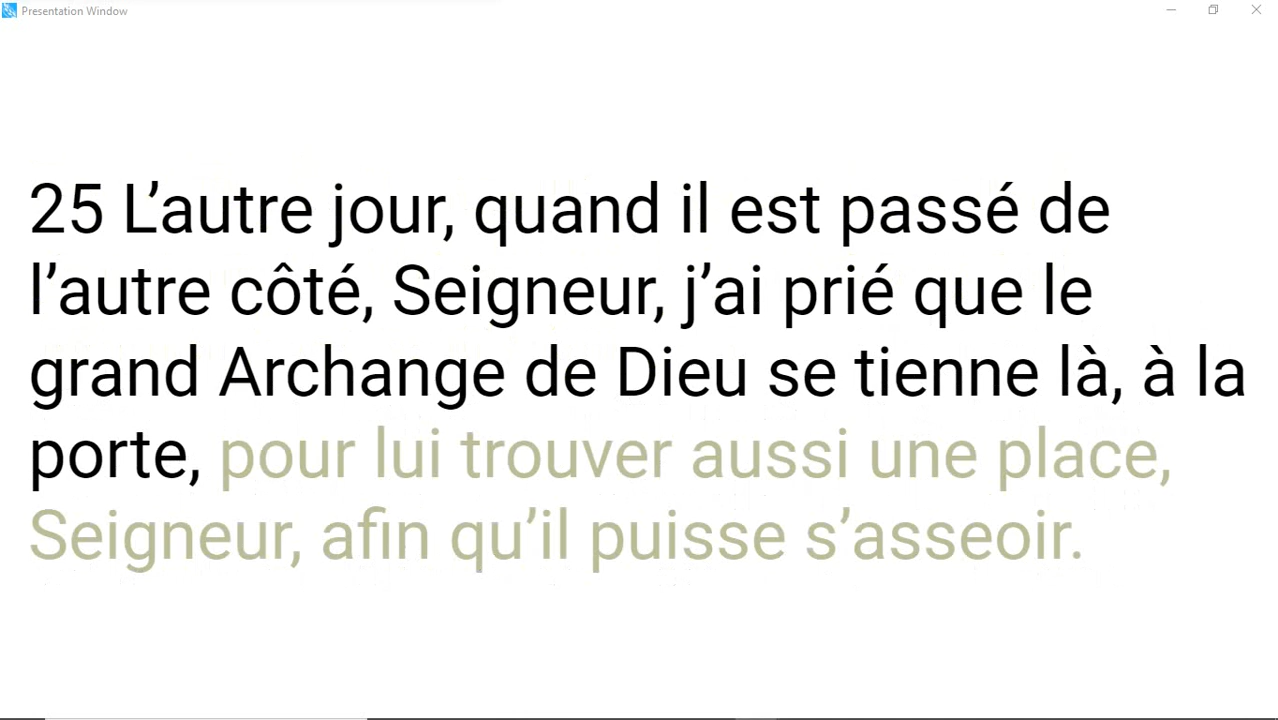 Presentation Window
25 L’autre jour, quand il est passé de
l’autre côté, Seigneur, j’ai prié que le
grand Archange de Dieu se tienne là, à la
porte, pour lui trouver aussi une place,
Seigneur, afin qu’il puisse s’asseoir.